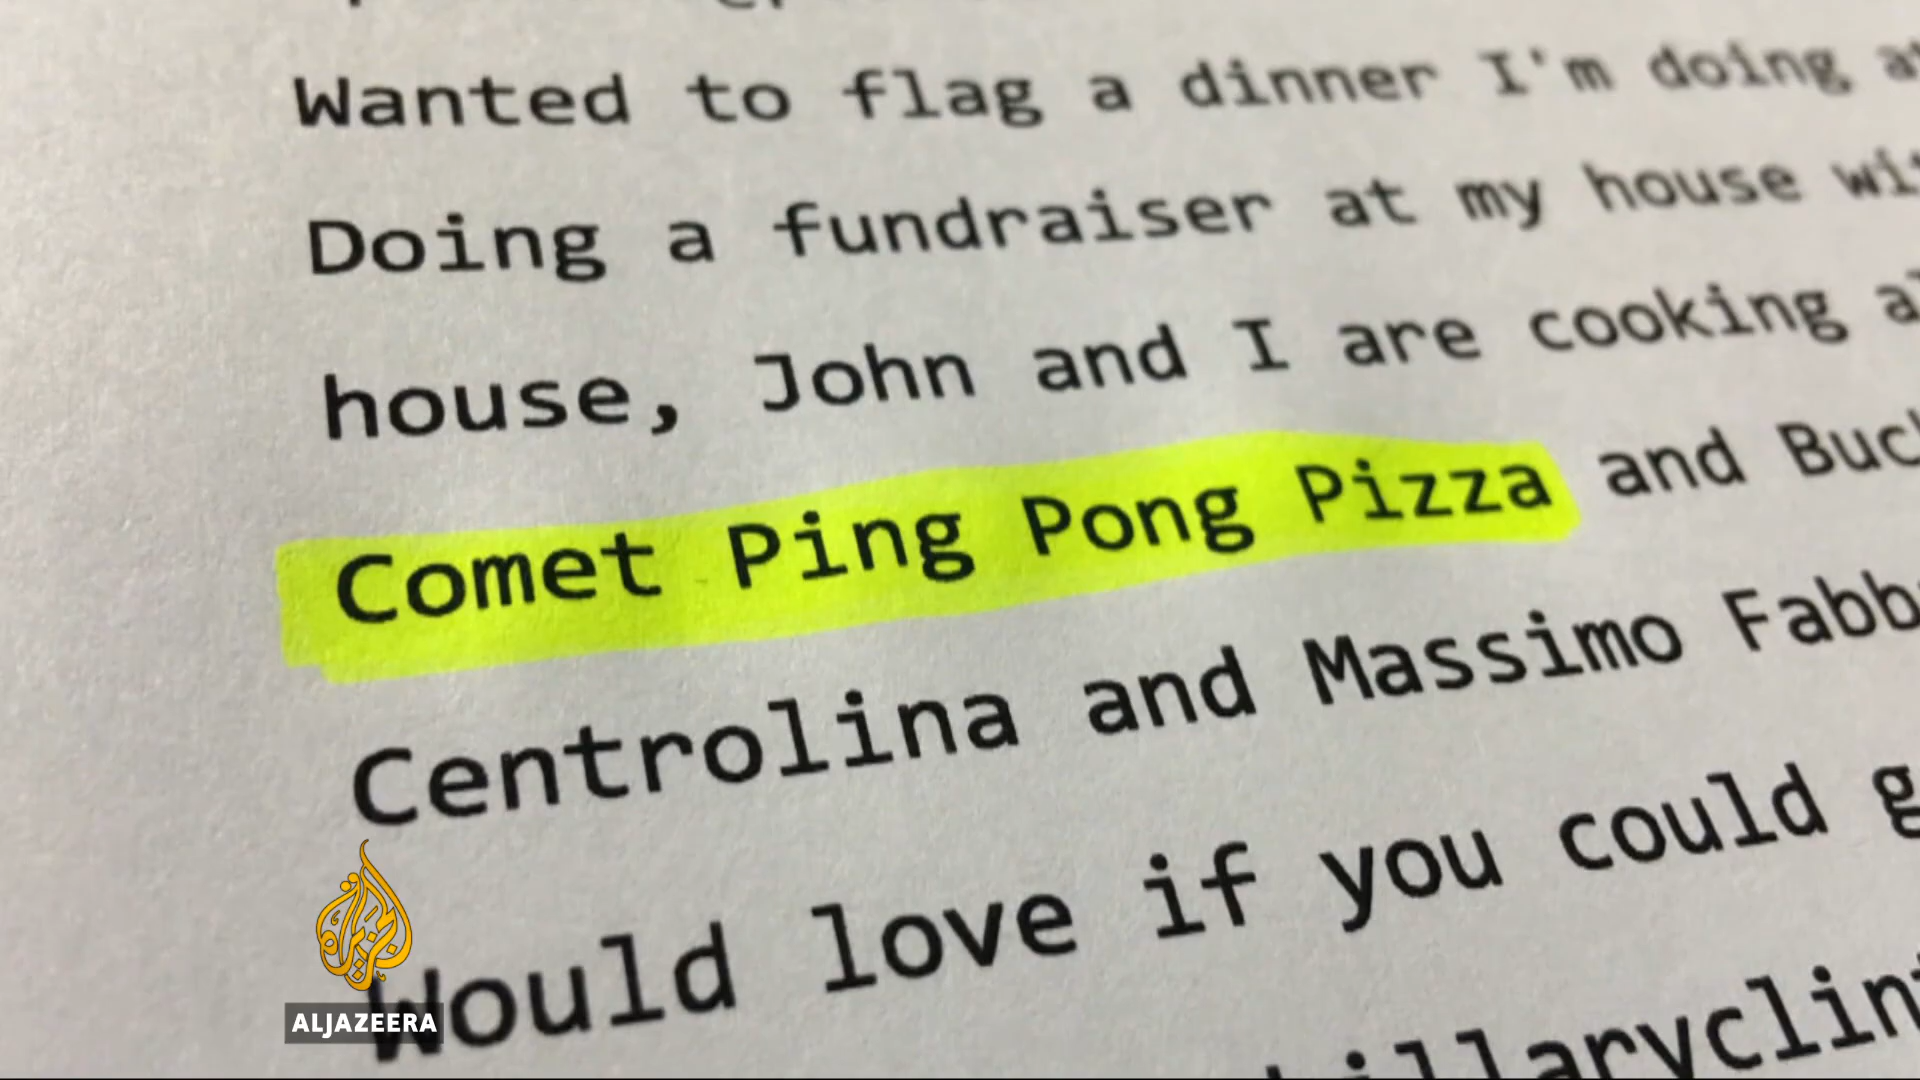 Wanted to flag a dinner I'm doing
Doing a fundraiser at my house
house, John and I are cooking
Comet Ping Pong Pizza and
Centrolina and Massimo
Would love if you could
ALJAZEERA